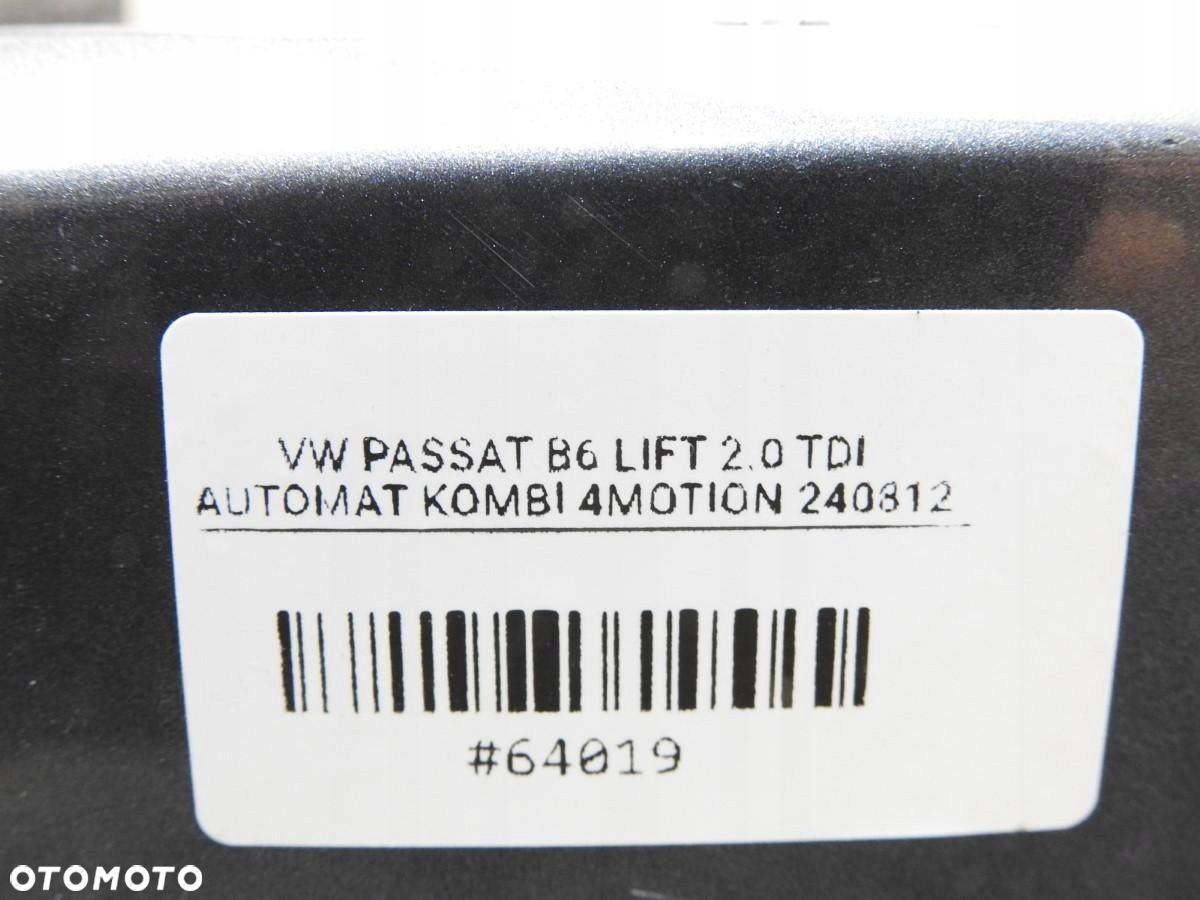 VW PASSAT B6 LIFT 2.0 TDI
AUTOMAT KOMBI 4MOTION 240812
#64019
OTOMOTO